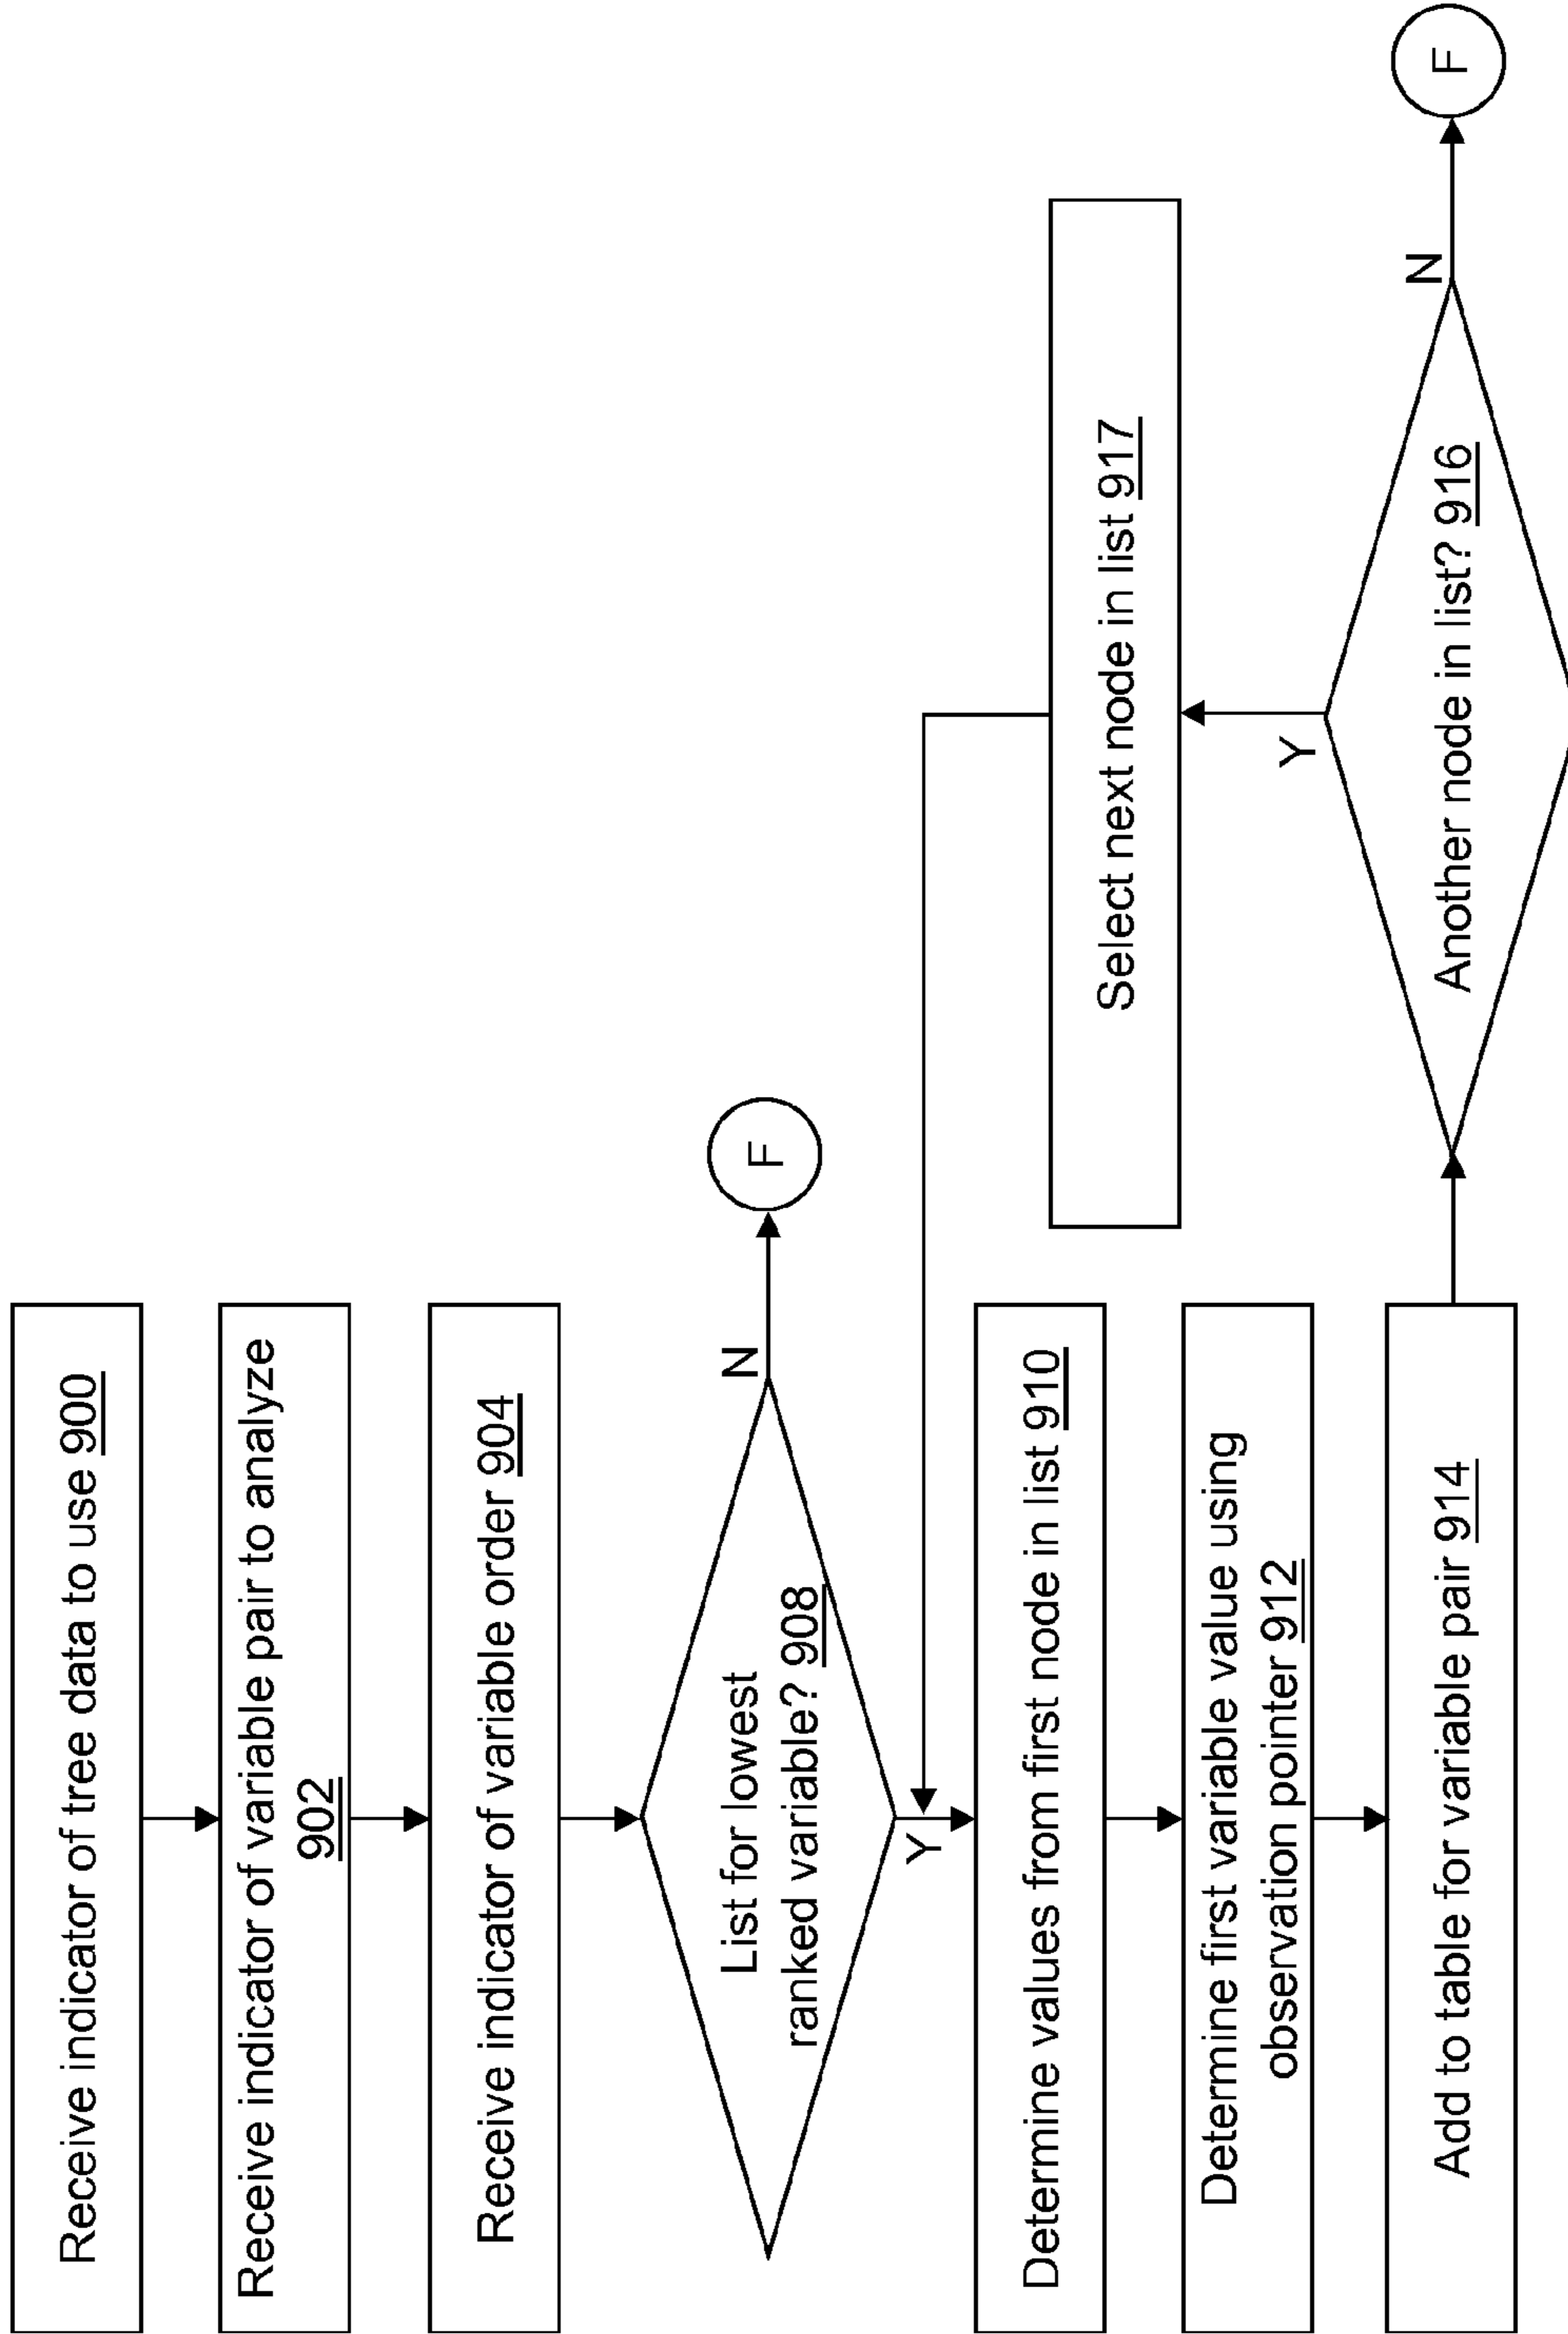 Receive indicator of tree data to use 900
Receive indicator of variable pair to analyze
902
Receive indicator of variable order 904
List for lowest
ranked variable? 908
N
F
Y
Determine values from first node in list 910
Determine first variable value using
observation pointer 912
Add to table for variable pair 914
Another node in list? 916
N
F
Y
Select next node in list 917